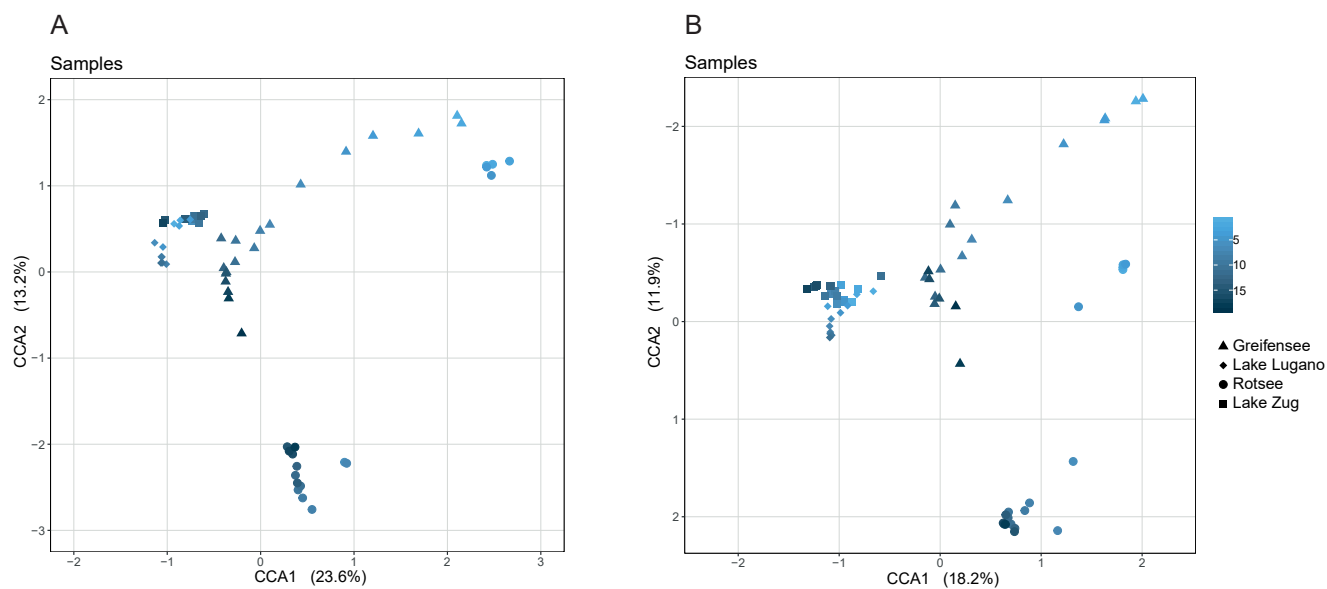 A
Samples
2
1
0
−1
−2
−3
CCA2 (13.2%)
−2
−1
0
1
2
3
CCA1 (23.6%)
B
Samples
−2
−1
0
1
2
CCA2 (11.9%)
−2
−1
0
1
2
CCA1 (18.2%)
5
10
15
Greifensee
Lake Lugano
Rotsee
Lake Zug